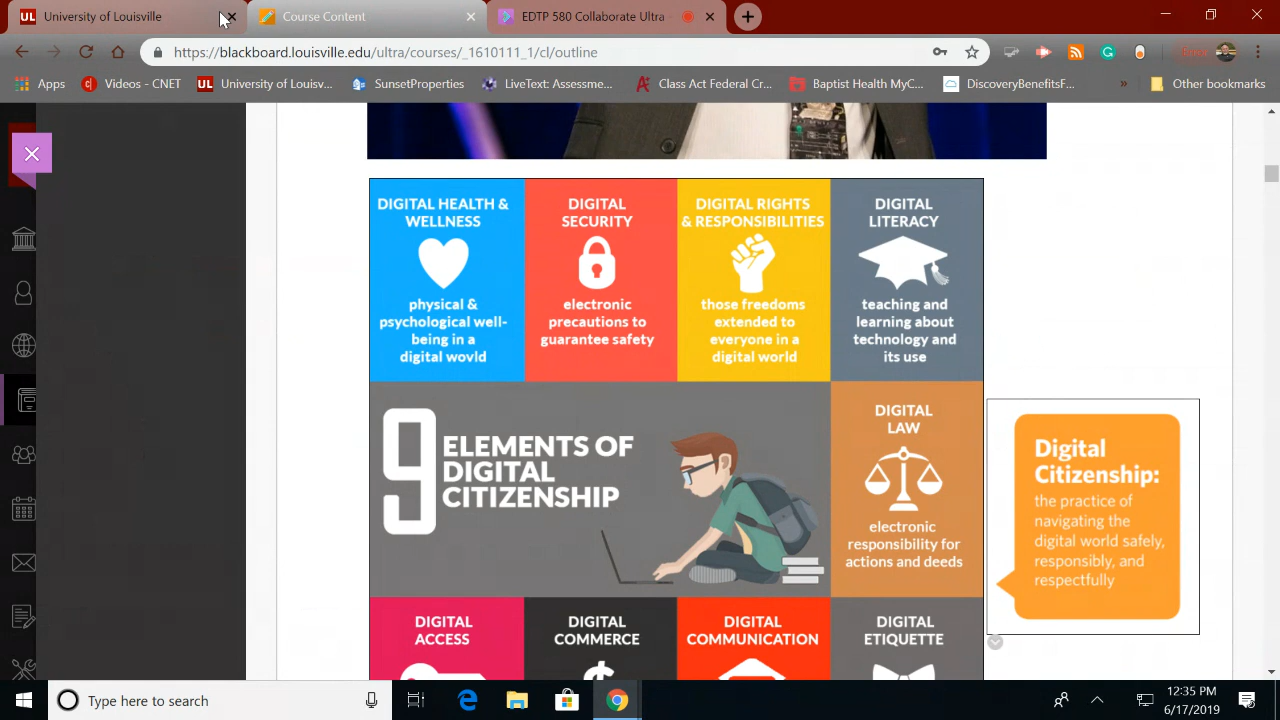 UL University of Louisville
Course Content
EDTP 580 Collaborate Ultra -
https://blackboard.louisville.edu/ultra/courses/_1610111_1/cl/outline
Apps
Videos - CNET
UL University of Louisv...
SunsetProperties
LiveText: Assessme...
Class Act Federal Cr...
Baptist Health MyC...
DiscoveryBenefitsF...
»
Other bookmarks
DIGITAL HEALTH &
WELLNESS
physical &
psychological well-
being in a
digital wovld
DIGITAL
SECURITY
electronic
precautions to
guarantee safety
DIGITAL RIGHTS
& RESPONSIBILITIES
those freedoms
extended to
everyone in a
digital world
DIGITAL
LITERACY
teaching and
learning about
technology and
its use
9
ELEMENTS OF
DIGITAL
CITIZENSHIP
DIGITAL
LAW
electronic
responsibility for
actions and deeds
Digital
Citizenship:
the practice of
navigating the
digital world safely,
responsibly, and
respectfully
DIGITAL
ACCESS
DIGITAL
COMMERCE
DIGITAL
COMMUNICATION
DIGITAL
ETIQUETTE
Type here to search
12:35 PM
6/17/2019